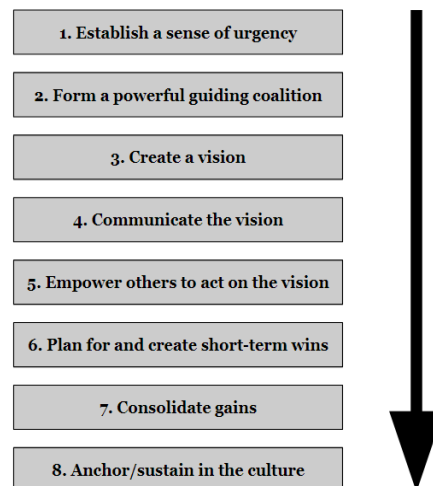 1. Establish a sense of urgency
2. Form a powerful guiding coalition
3. Create a vision
4. Communicate the vision
5. Empower others to act on the vision
6. Plan for and create short-term wins
7. Consolidate gains
8. Anchor/sustain in the culture